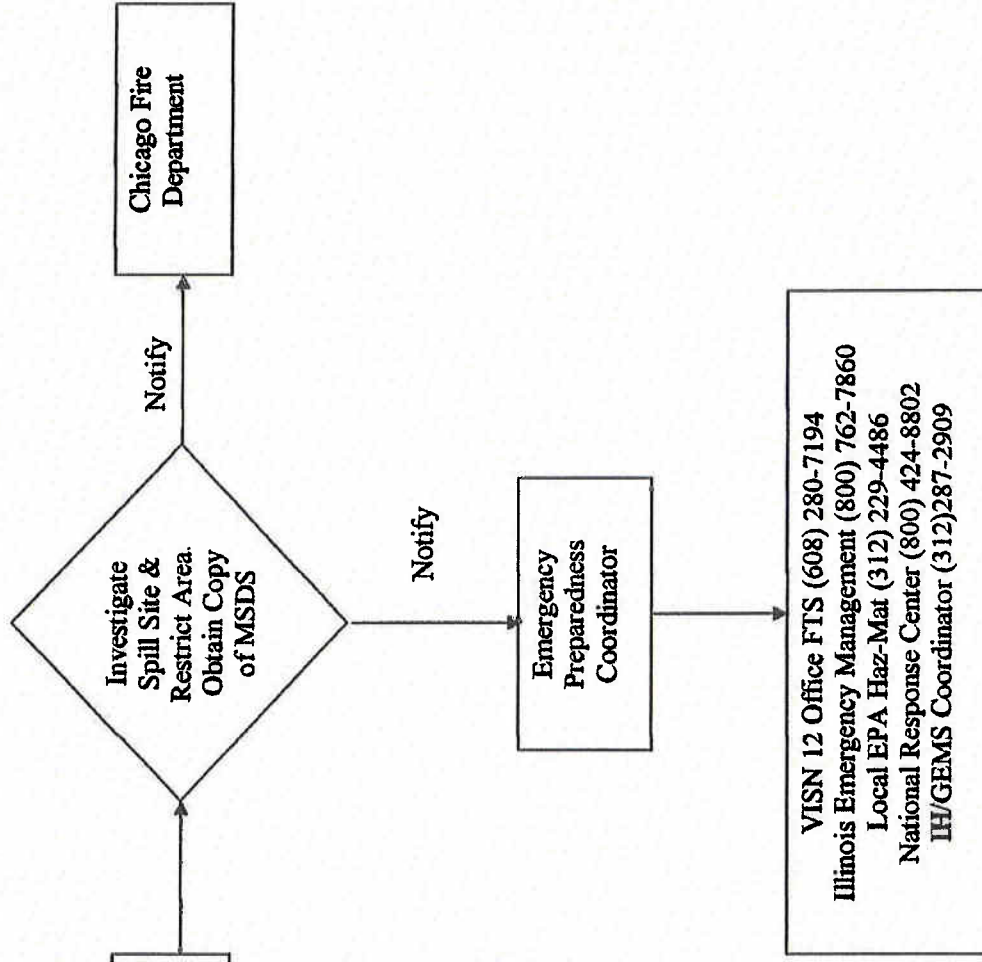 Investigate
Spill Site &
Restrict Area.
Obtain Copy
of MSDS
Notify
Chicago Fire
Department
Notify
Emergency
Preparedness
Coordinator
VISN 12 Office FTS (608) 280-7194
Illinois Emergency Management (800) 762-7860
Local EPA Haz-Mat (312) 229-4486
National Response Center (800) 424-8802
IH/GEMS Coordinator (312)287-2909